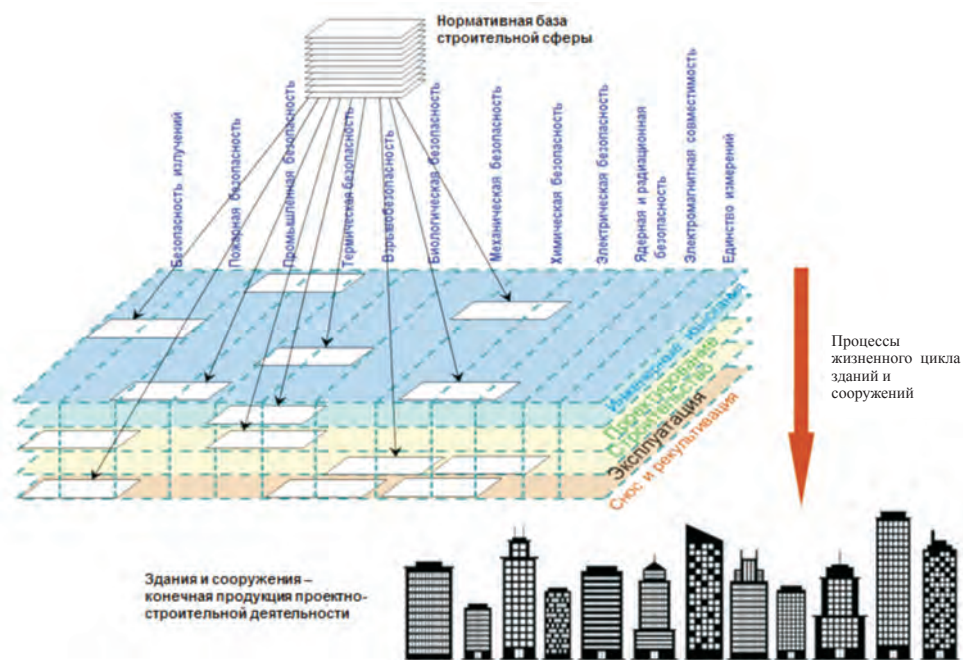 Нормативная база
строительной сферы
Безопасность излучений
Пожарная безопасность
Промышленная безопасность
Термическая безопасность
Взрывобезопасность
Биологическая безопасность
Механическая безопасность
Химическая безопасность
Электрическая безопасность
Ядерная и радиационная
безопасность
Электромагнитная совместимость
Единство измерений
Инженерные изыскания
Проектирование
Строительство
Эксплуатация
Снос и рекультивация
Процессы
жизненного цикла
зданий и
сооружений
Здания и сооружения –
конечная продукция проектно-
строительной деятельности